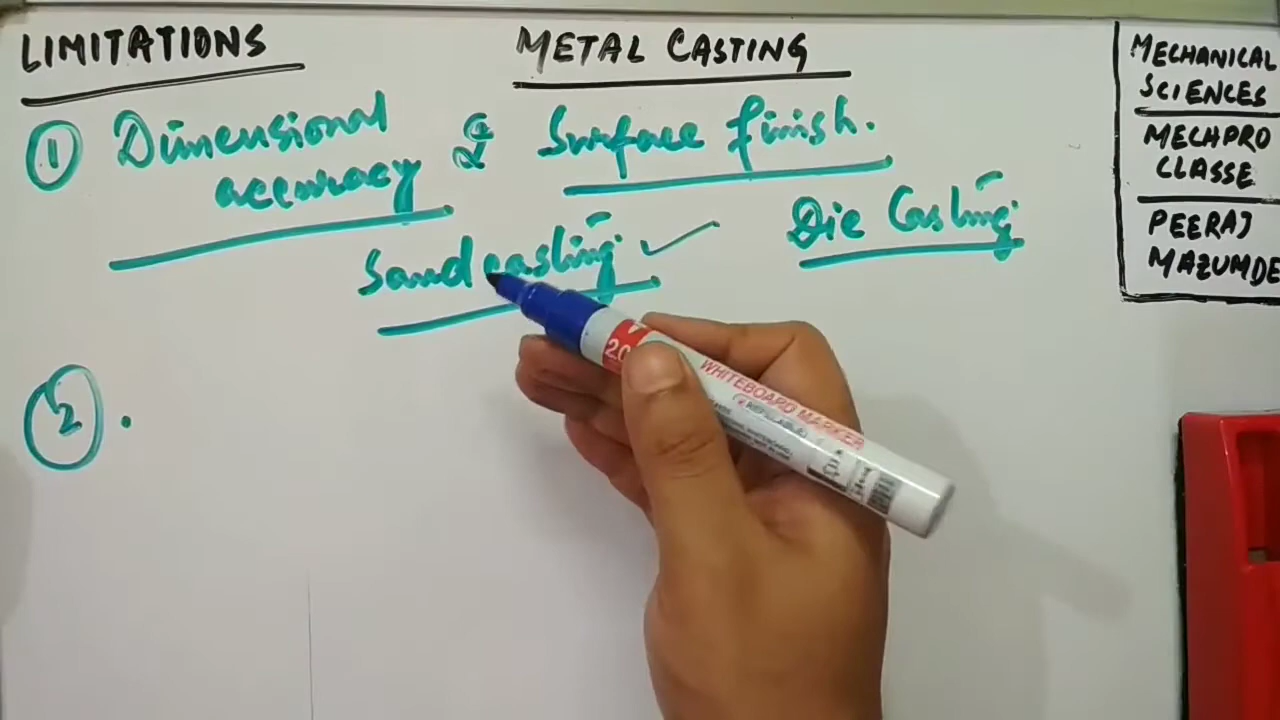 LIMITATIONS
METAL CASTING
MECHANICAL
SCIENCES
MECHPRO
CLASSE
PEERAJ
MAZUMDE
① Dimensional
accuracy & Surface finish.
Sand casting ✓
Die Casting
② .
20
WHITEBOARD MARKER